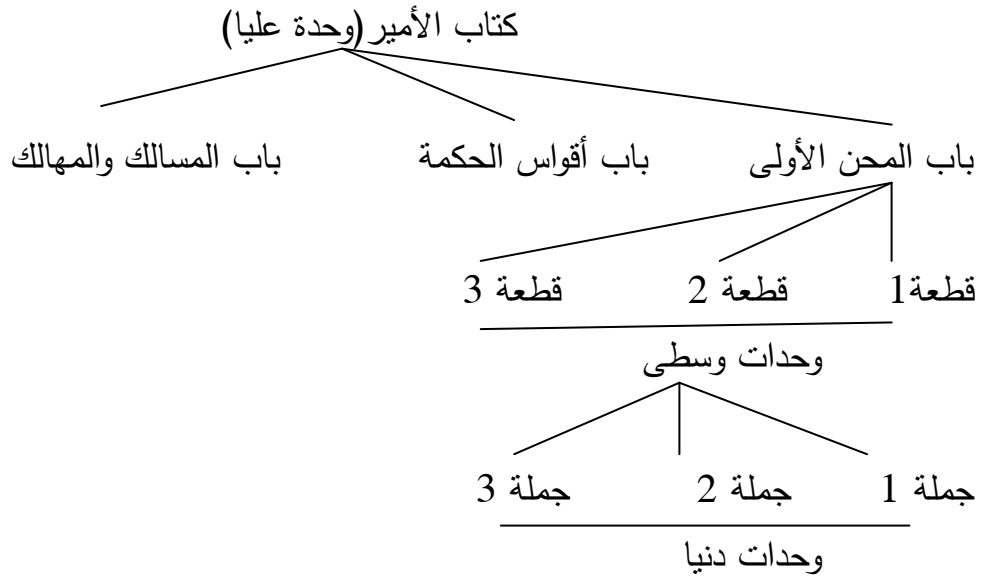 كتاب الأمير (وحدة عليا)
باب المحن الأولى باب أقواس الحكمة باب المسالك والمهالك
قطعة1 قطعة 2 قطعة 3
وحدات وسطى
جملة 1 جملة 2 جملة 3
وحدات دنيا